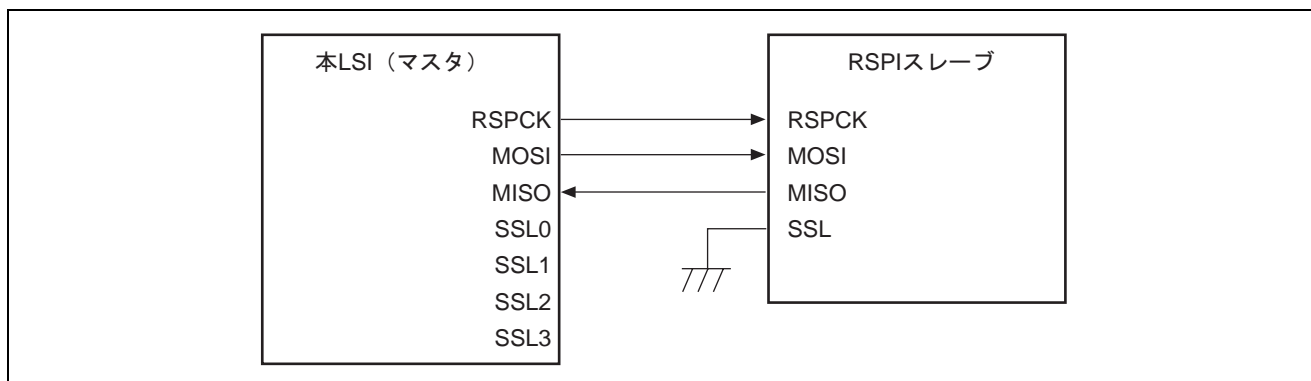 本LSI（マスタ）
RSPCK
MOSI
MISO
SSL0
SSL1
SSL2
SSL3
RSPIスレーブ
RSPCK
MOSI
MISO
SSL